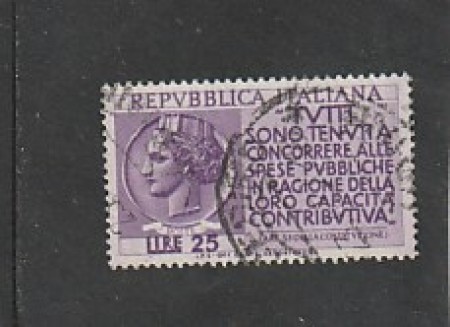 REPVBBLICA ITALIANA
TVTTI
SONO TENVTI A
CONCORRERE ALLE
SPESE PVBBLICHE
IN RAGIONE DELLA
LORO CAPACITÀ
CONTRIBVTIVA.
LIRE 25